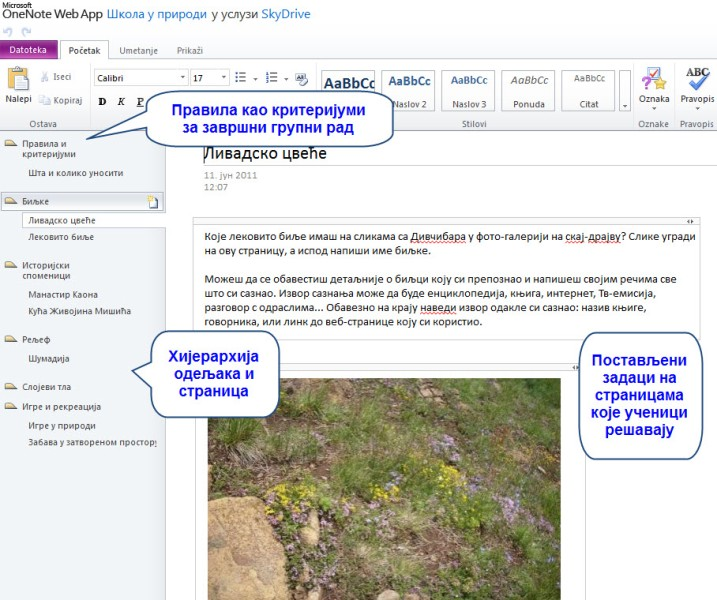 Microsoft
OneNote Web App Школа у природи у услузи SkyDrive
Datoteka Početak Umetanje Prikaži
Nalepi
Iseci
Kopiraj
Ostava
Calibri 17
B K P
AaBbCc AaBbCc AaBbCc AaBbCc AaBbCc
Naslov 2 Naslov 3 Ponuda Citat
Stilovi
Oznaka
Oznake
ABC
Pravopis
Pravopis
Правила као критеријуми
за завршни групни рад
Правила и
критеријуми
Шта и колико уносити
Биљке
Ливадско цвеће
Лековито биље
Историјски
споменици
Манастир Каона
Кућа Живојина Мишића
Рељеф
Шумадија
Слојеви тла
Игре и рекреација
Игре у природи
Забава у затвореном простору
Хијерархија
одељака и
страница
Ливадско цвеће
11. јун 2011
12:07
Које лековито биље имаш на сликама са Дивчибара у фото-галерији на скај-драјву? Слике угради
на ову страницу, а испод напиши име биљке.
Можеш да се обавестиш детаљније о биљци коју си препознао и напишеш својим речима све
што си сазнао. Извор сазнања може да буде енциклопедија, књига, интернет, Тв-емисија,
разговор с одраслима... Обавезно на крају наведи извор одакле си сазнао: назив књиге,
говорника, или линк до веб-странице коју си користио.
Постављени
задаци на
страницама
које ученици
решавају